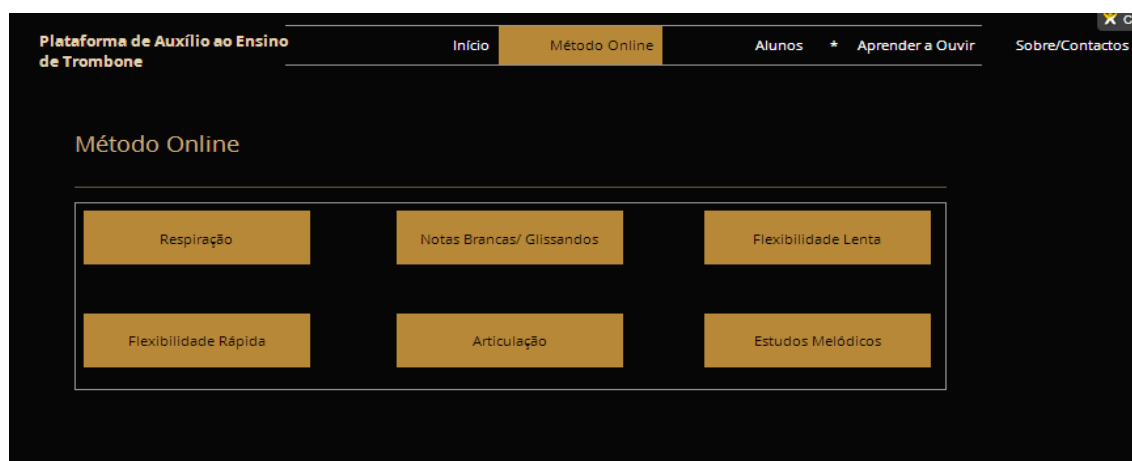 Plataforma de Auxílio ao Ensino
de Trombone
Início Método Online Alunos * Aprender a Ouvir Sobre/Contactos
Método Online
Respiração Notas Brancas/ Glissandos Flexibilidade Lenta
Flexibilidade Rápida Articulação Estudos Melódicos